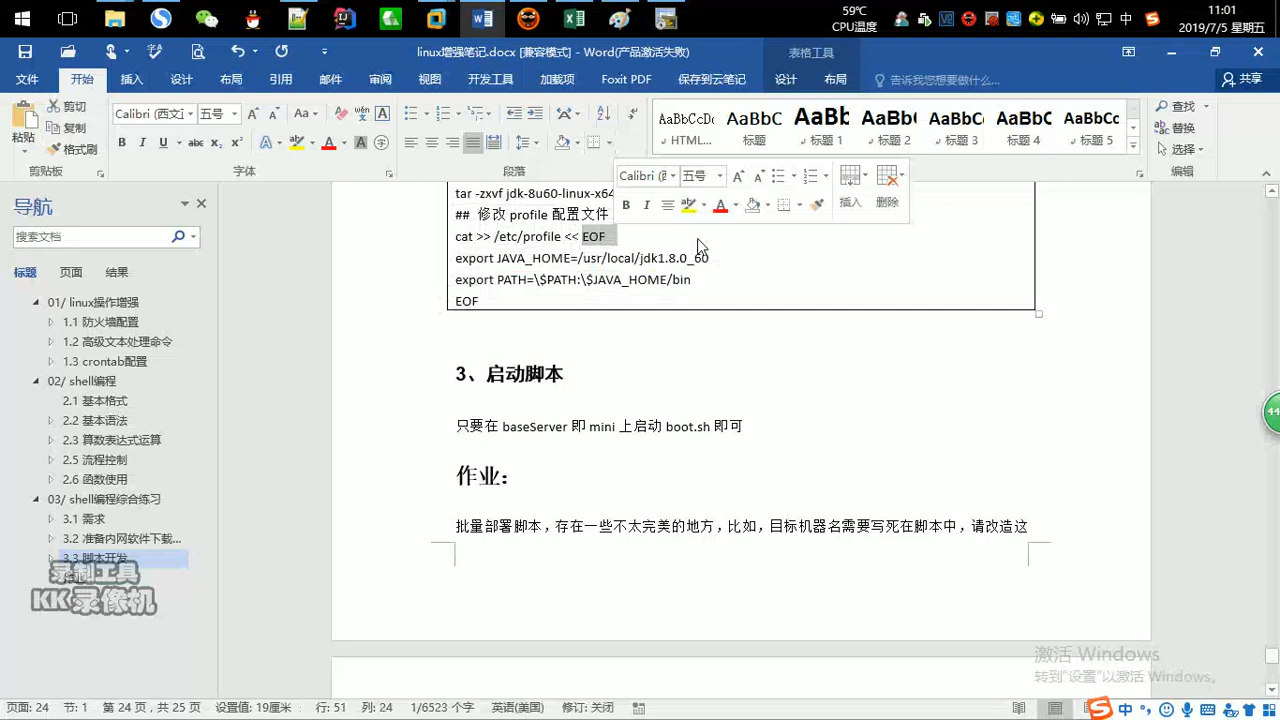 59℃
CPU温度
中
11:01
2019/7/5 星期五
linux增强笔记.docx [兼容模式] - Word(产品激活失败)
表格工具
文件
开始
插入
设计
布局
引用
邮件
审阅
视图
开发工具
加载项
Foxit PDF
保存到云笔记
设计
布局
告诉我您想要做什么...
共享
粘贴
剪切
复制
格式刷
剪贴板
Calibri (西文
五号
字体
段落
AaBbCcDc
HTML...
AaBbC
标题
AaBb
标题 1
AaBbC
标题 2
AaBbC
标题 3
AaBbC
标题 4
AaBbCc
标题 5
样式
查找
替换
选择
编辑
五号
插入
删除
导航
搜索文档
标题
页面
结果
01/ linux操作增强
1.1 防火墙配置
1.2 高级文本处理命令
1.3 crontab配置
02/ shell编程
2.1 基本格式
2.2 基本语法
2.3 算数表达式运算
2.5 流程控制
2.6 函数使用
03/ shell编程综合练习
3.1 需求
3.2 准备内网软件下载...
3.3 脚本开发
录制工具
KK录像机
tar -zxvf jdk-8u60-linux-x64
## 修改 profile 配置文件
cat >> /etc/profile << EOF
export JAVA_HOME=/usr/local/jdk1.8.0_60
export PATH=\$PATH:\$JAVA_HOME/bin
EOF
3、启动脚本
只要在 baseServer 即 mini 上启动 boot.sh 即可
作业：
批量部署脚本，存在一些不太完美的地方，比如，目标机器名需要写死在脚本中，请改造这
44
激活 Windows
转到"设置"以激活 Windows。
页面: 24
节: 1
第 24 页，共 25 页
设置值: 19厘米
行: 51
列: 24
1/6523 个字
英语(美国)
修订: 关闭
中